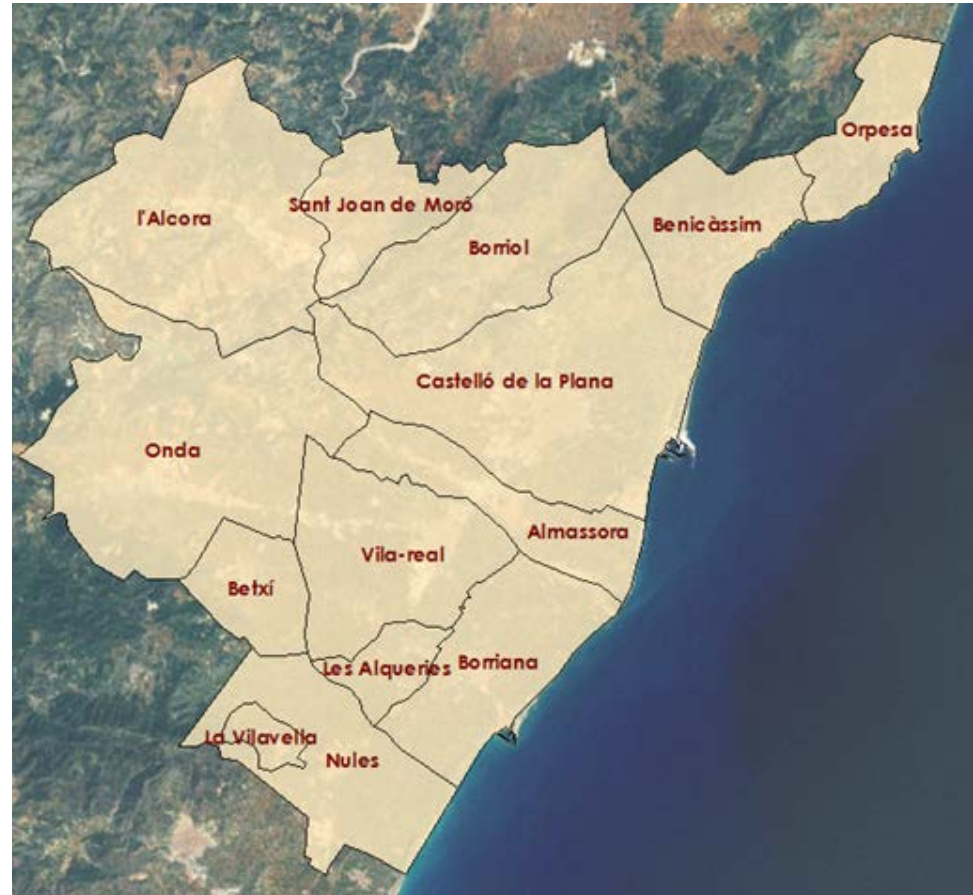 Orpesa
Sant Joan de Moró
l'Alcora
Benicàssim
Borriol
Castelló de la Plana
Onda
Almassora
Vila-real
Betxí
Les Alqueries
Borriana
La Vilavella
Nules